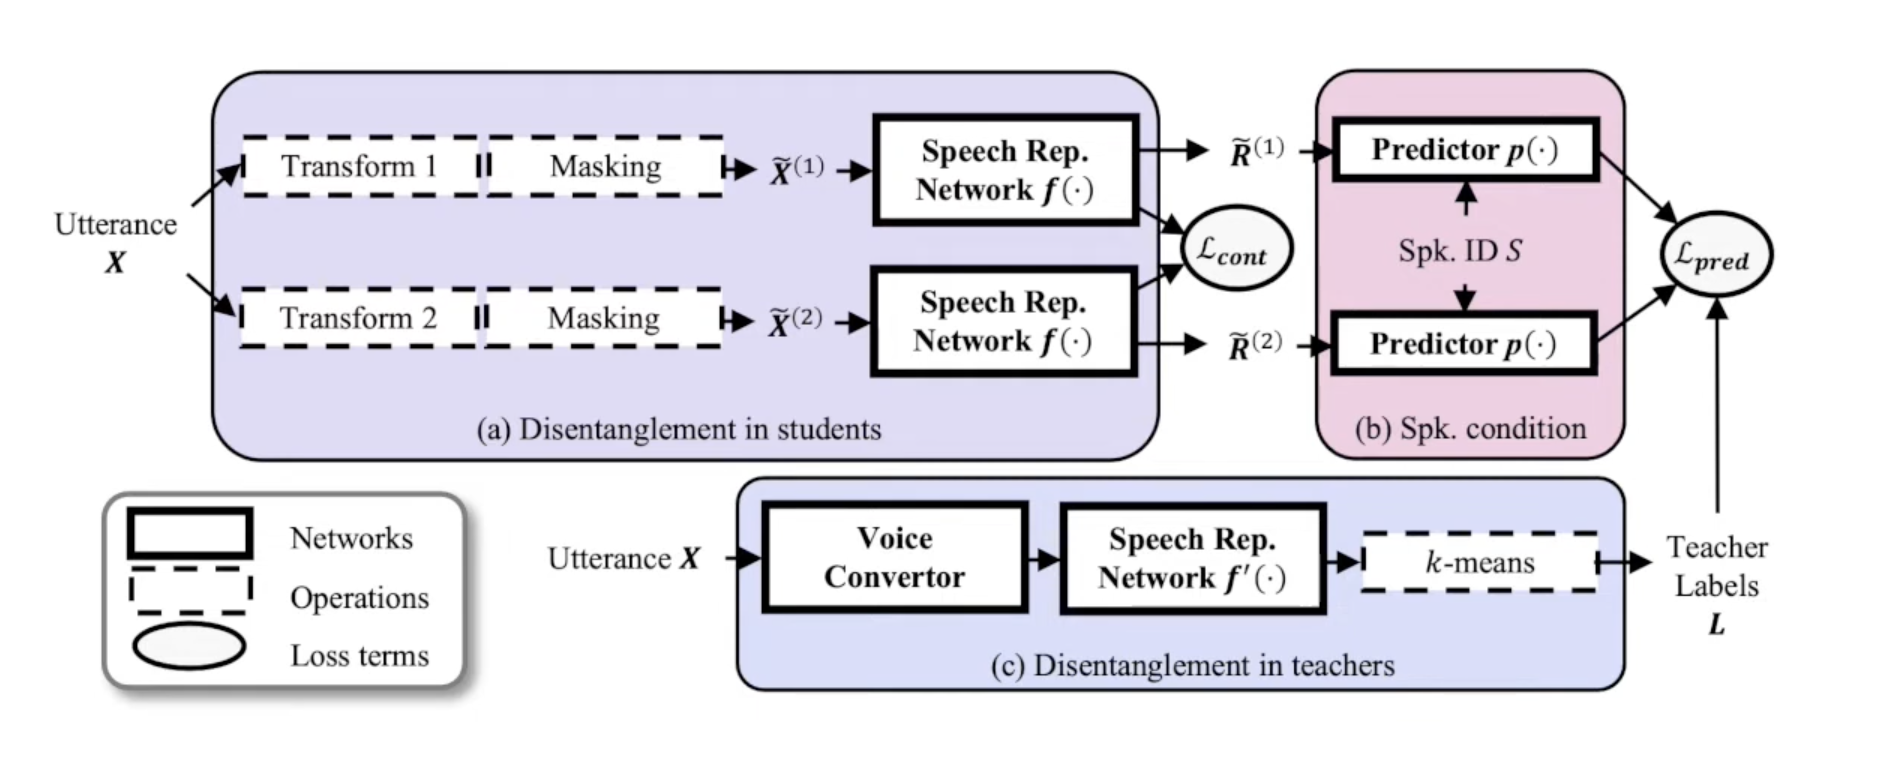 Utterance
X
Transform 1
Masking
X̃⁽¹⁾
Speech Rep.
Network f(·)
R̃⁽¹⁾
Predictor p(·)
Transform 2
Masking
X̃⁽²⁾
Speech Rep.
Network f(·)
R̃⁽²⁾
Predictor p(·)
ℒcont
Spk. ID S
ℒpred
(a) Disentanglement in students
(b) Spk. condition
Networks
Operations
Loss terms
Utterance X
Voice
Convertor
Speech Rep.
Network f′(·)
k-means
Teacher
Labels
L
(c) Disentanglement in teachers